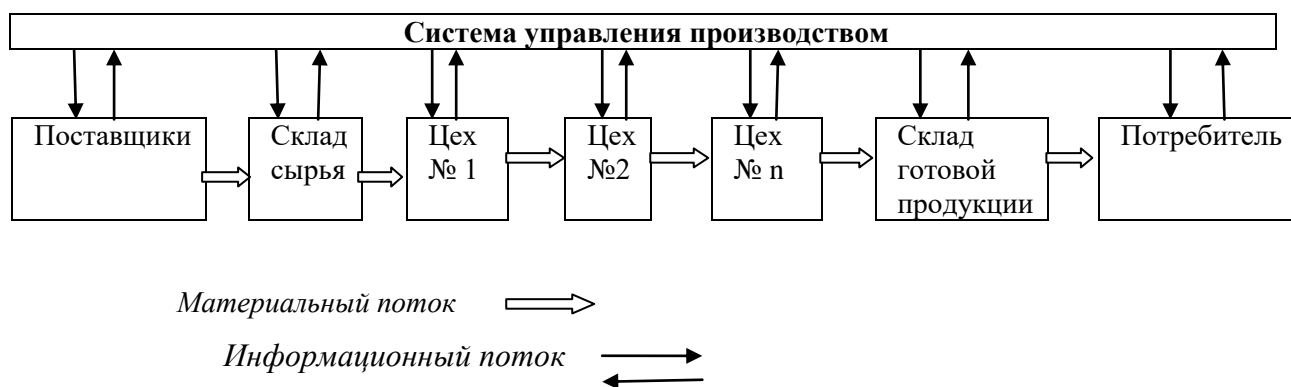 Система управления производством
Поставщики
Склад
сырья
Цех
№ 1
Цех
№2
Цех
№ n
Склад
готовой
продукции
Потребитель
Материальный поток
Информационный поток